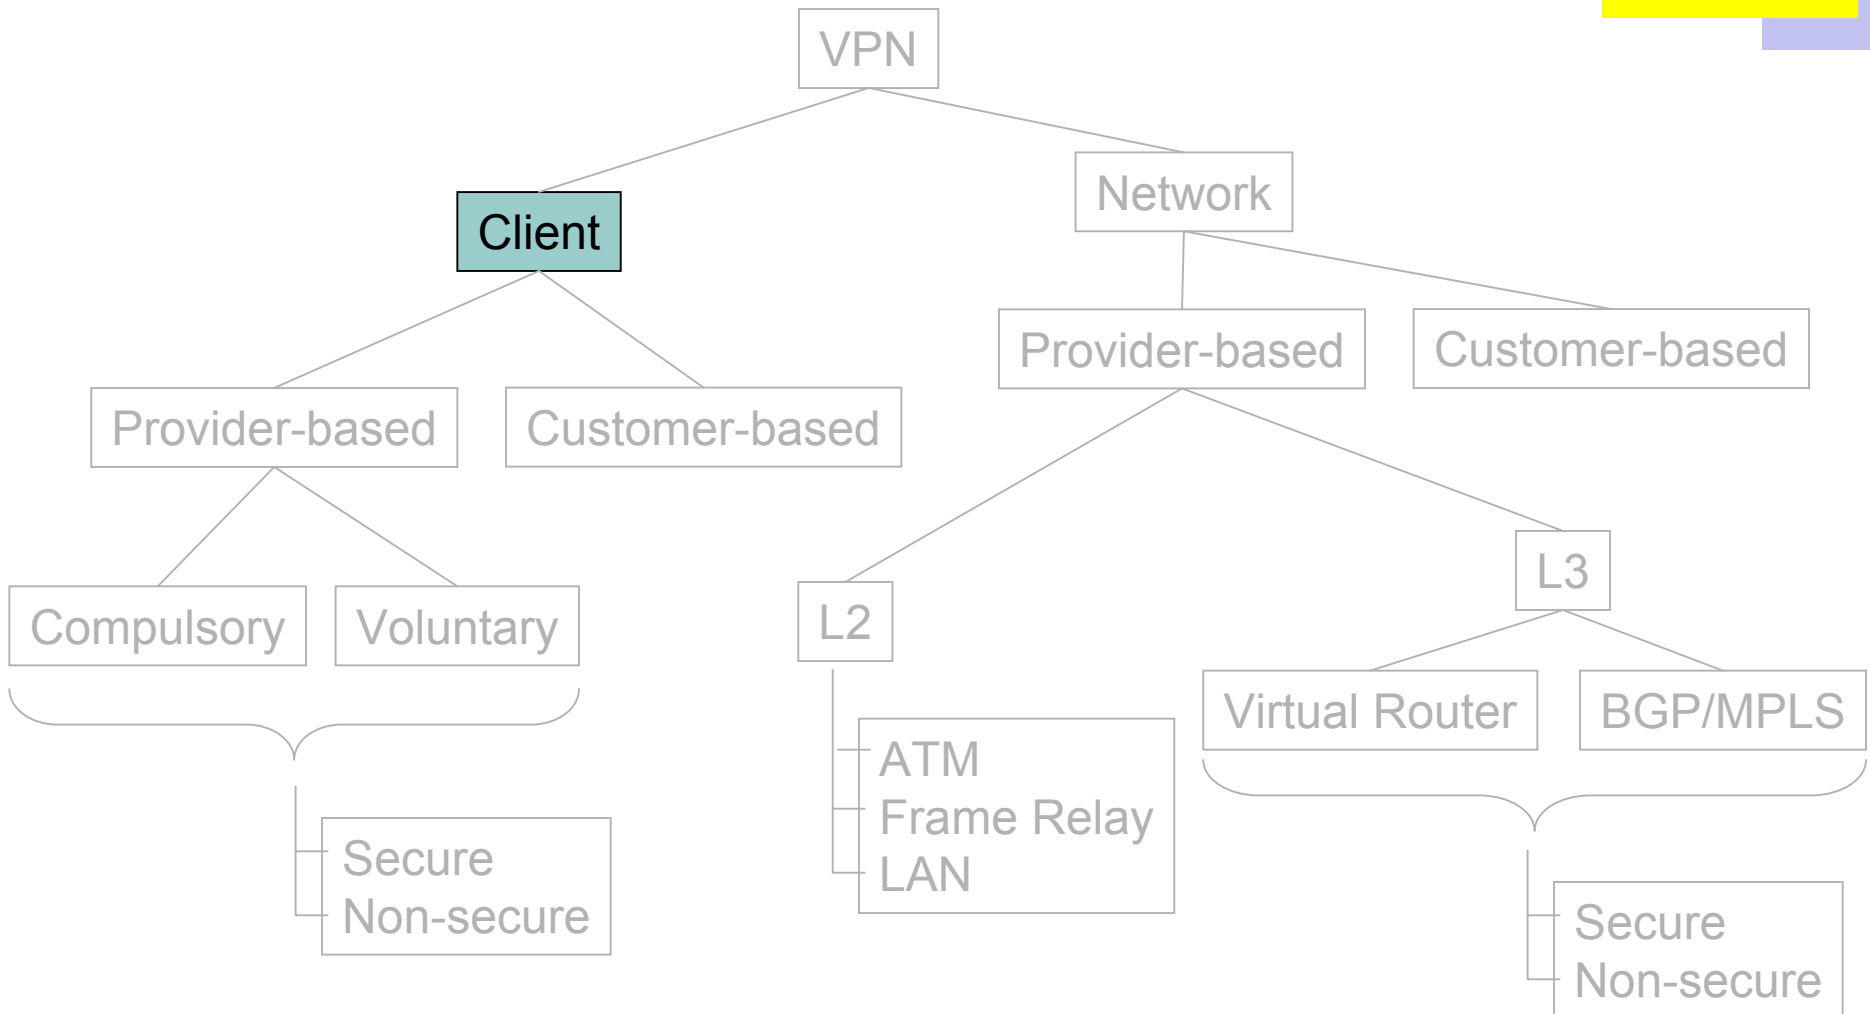 VPN
Client
Network
Provider-based
Customer-based
Provider-based
Customer-based
Compulsory
Voluntary
Secure
Non-secure
L2
ATM
Frame Relay
LAN
L3
Virtual Router
BGP/MPLS
Secure
Non-secure